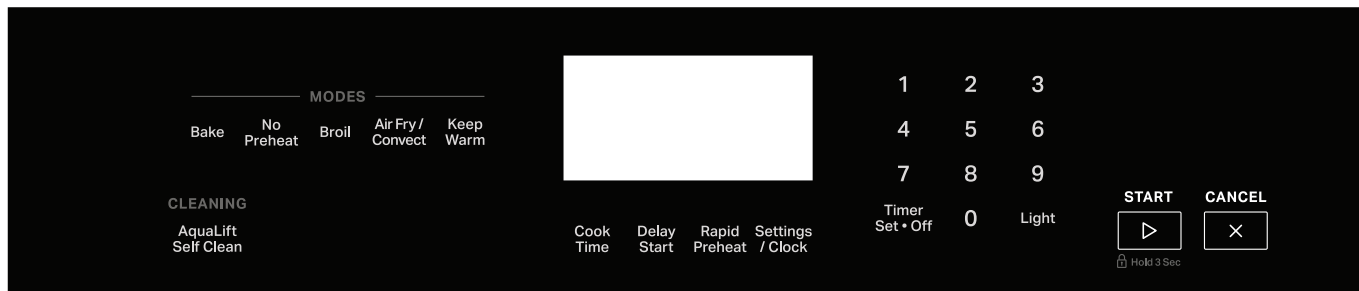 MODES
Bake
No
Preheat
Broil
Air Fry /
Convect
Keep
Warm
CLEANING
AquaLift
Self Clean
Cook
Time
Delay
Start
Rapid
Preheat
Settings
/ Clock
1 2 3
4 5 6
7 8 9
Timer
Set • Off
0
Light
START
Hold 3 Sec
CANCEL